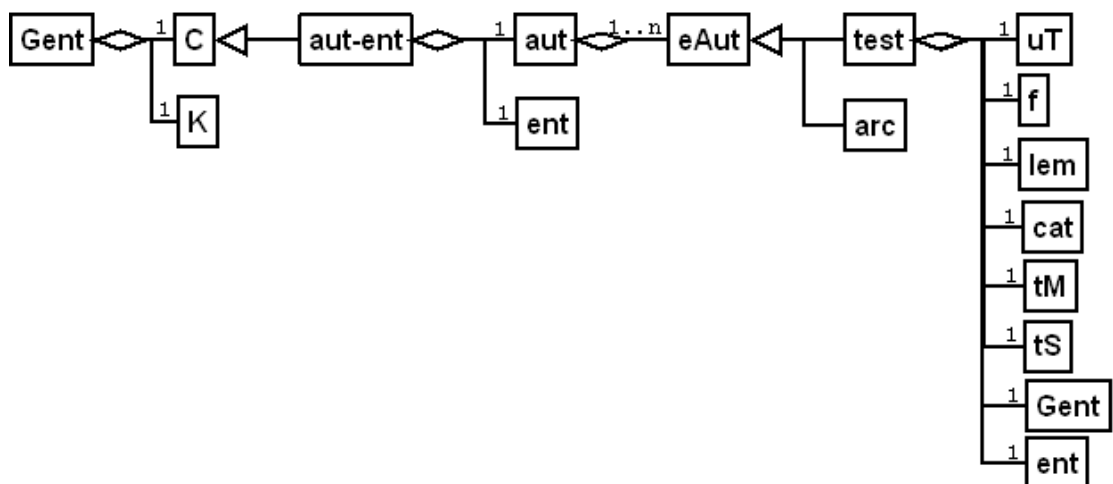 Gent 1 C aut-ent 1 aut 1..n eAut test 1 uT
1 f
1 K 1 ent arc
1 lem
1 cat
1 tM
1 tS
1 Gent
1 ent